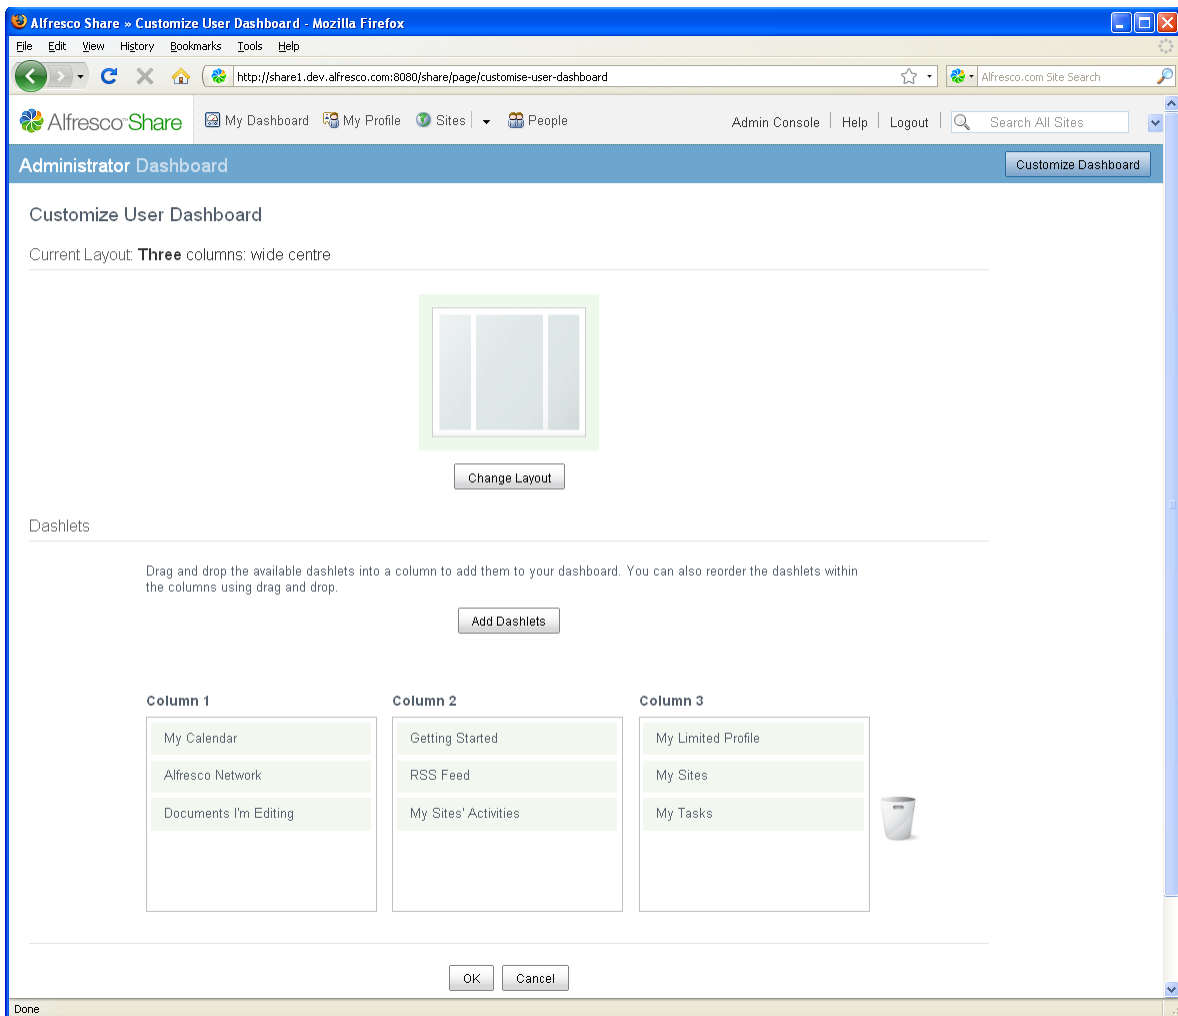 Alfresco Share » Customize User Dashboard - Mozilla Firefox
File Edit View History Bookmarks Tools Help
http://share1.dev.alfresco.com:8080/share/page/customise-user-dashboard Alfresco.com Site Search
Alfresco Share My Dashboard My Profile Sites People Admin Console Help Logout Search All Sites
Administrator Dashboard Customize Dashboard
Customize User Dashboard
Current Layout: Three columns: wide centre
Change Layout
Dashlets
Drag and drop the available dashlets into a column to add them to your dashboard. You can also reorder the dashlets within
the columns using drag and drop.
Add Dashlets
Column 1 Column 2 Column 3
My Calendar Getting Started My Limited Profile
Alfresco Network RSS Feed My Sites
Documents I'm Editing My Sites' Activities My Tasks
OK Cancel
Done